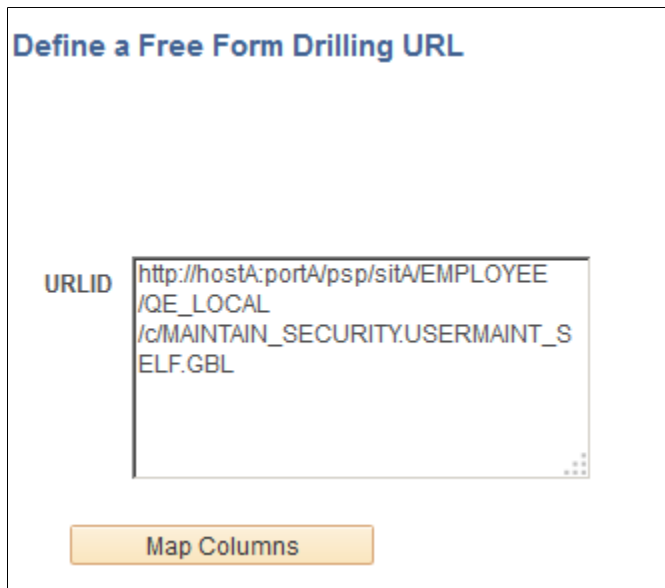 Define a Free Form Drilling URL
URLID
http://hostA:portA/psp/sitA/EMPLOYEE
/QE_LOCAL
/c/MAINTAIN_SECURITY.USERMAINT_S
ELF.GBL
Map Columns